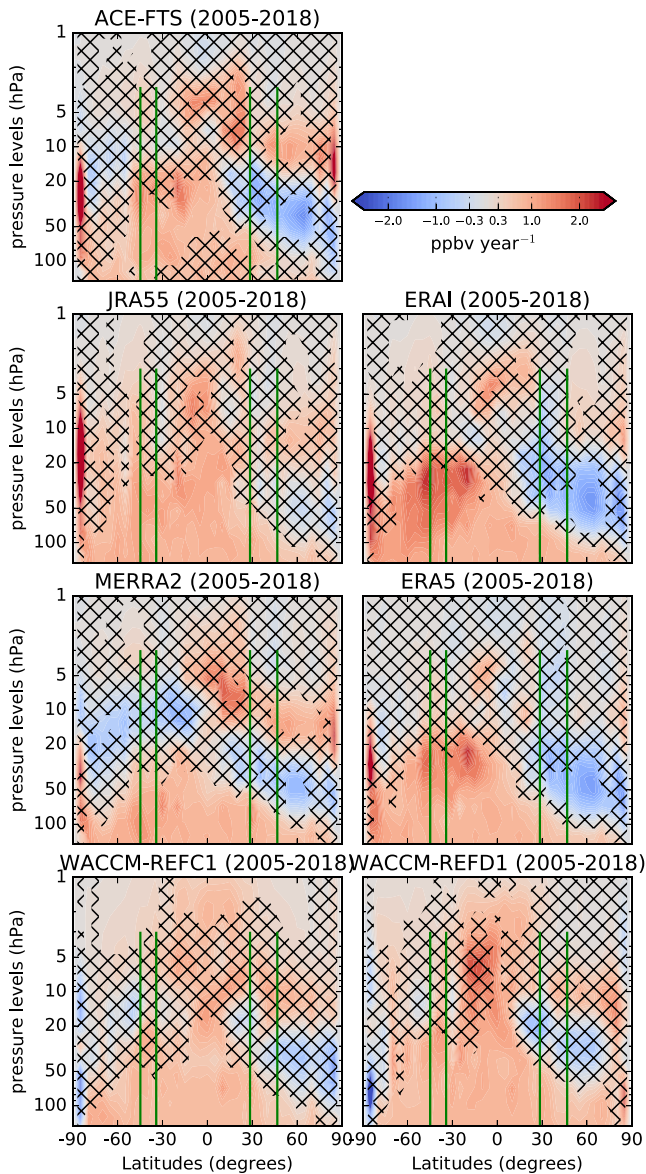 ACE-FTS (2005-2018)
1
5
10
20
50
100
pressure levels (hPa)
-2.0 -1.0 -0.3 0.3 1.0 2.0
ppbv year⁻¹
JRA55 (2005-2018) ERAI (2005-2018)
1
5
10
20
50
100
pressure levels (hPa)
MERRA2 (2005-2018) ERA5 (2005-2018)
1
5
10
20
50
100
pressure levels (hPa)
WACCM-REFC1 (2005-2018) WACCM-REFD1 (2005-2018)
1
5
10
20
50
100
pressure levels (hPa)
-90 -60 -30 0 30 60 -90 -60 -30 0 30 60 90
Latitudes (degrees) Latitudes (degrees)